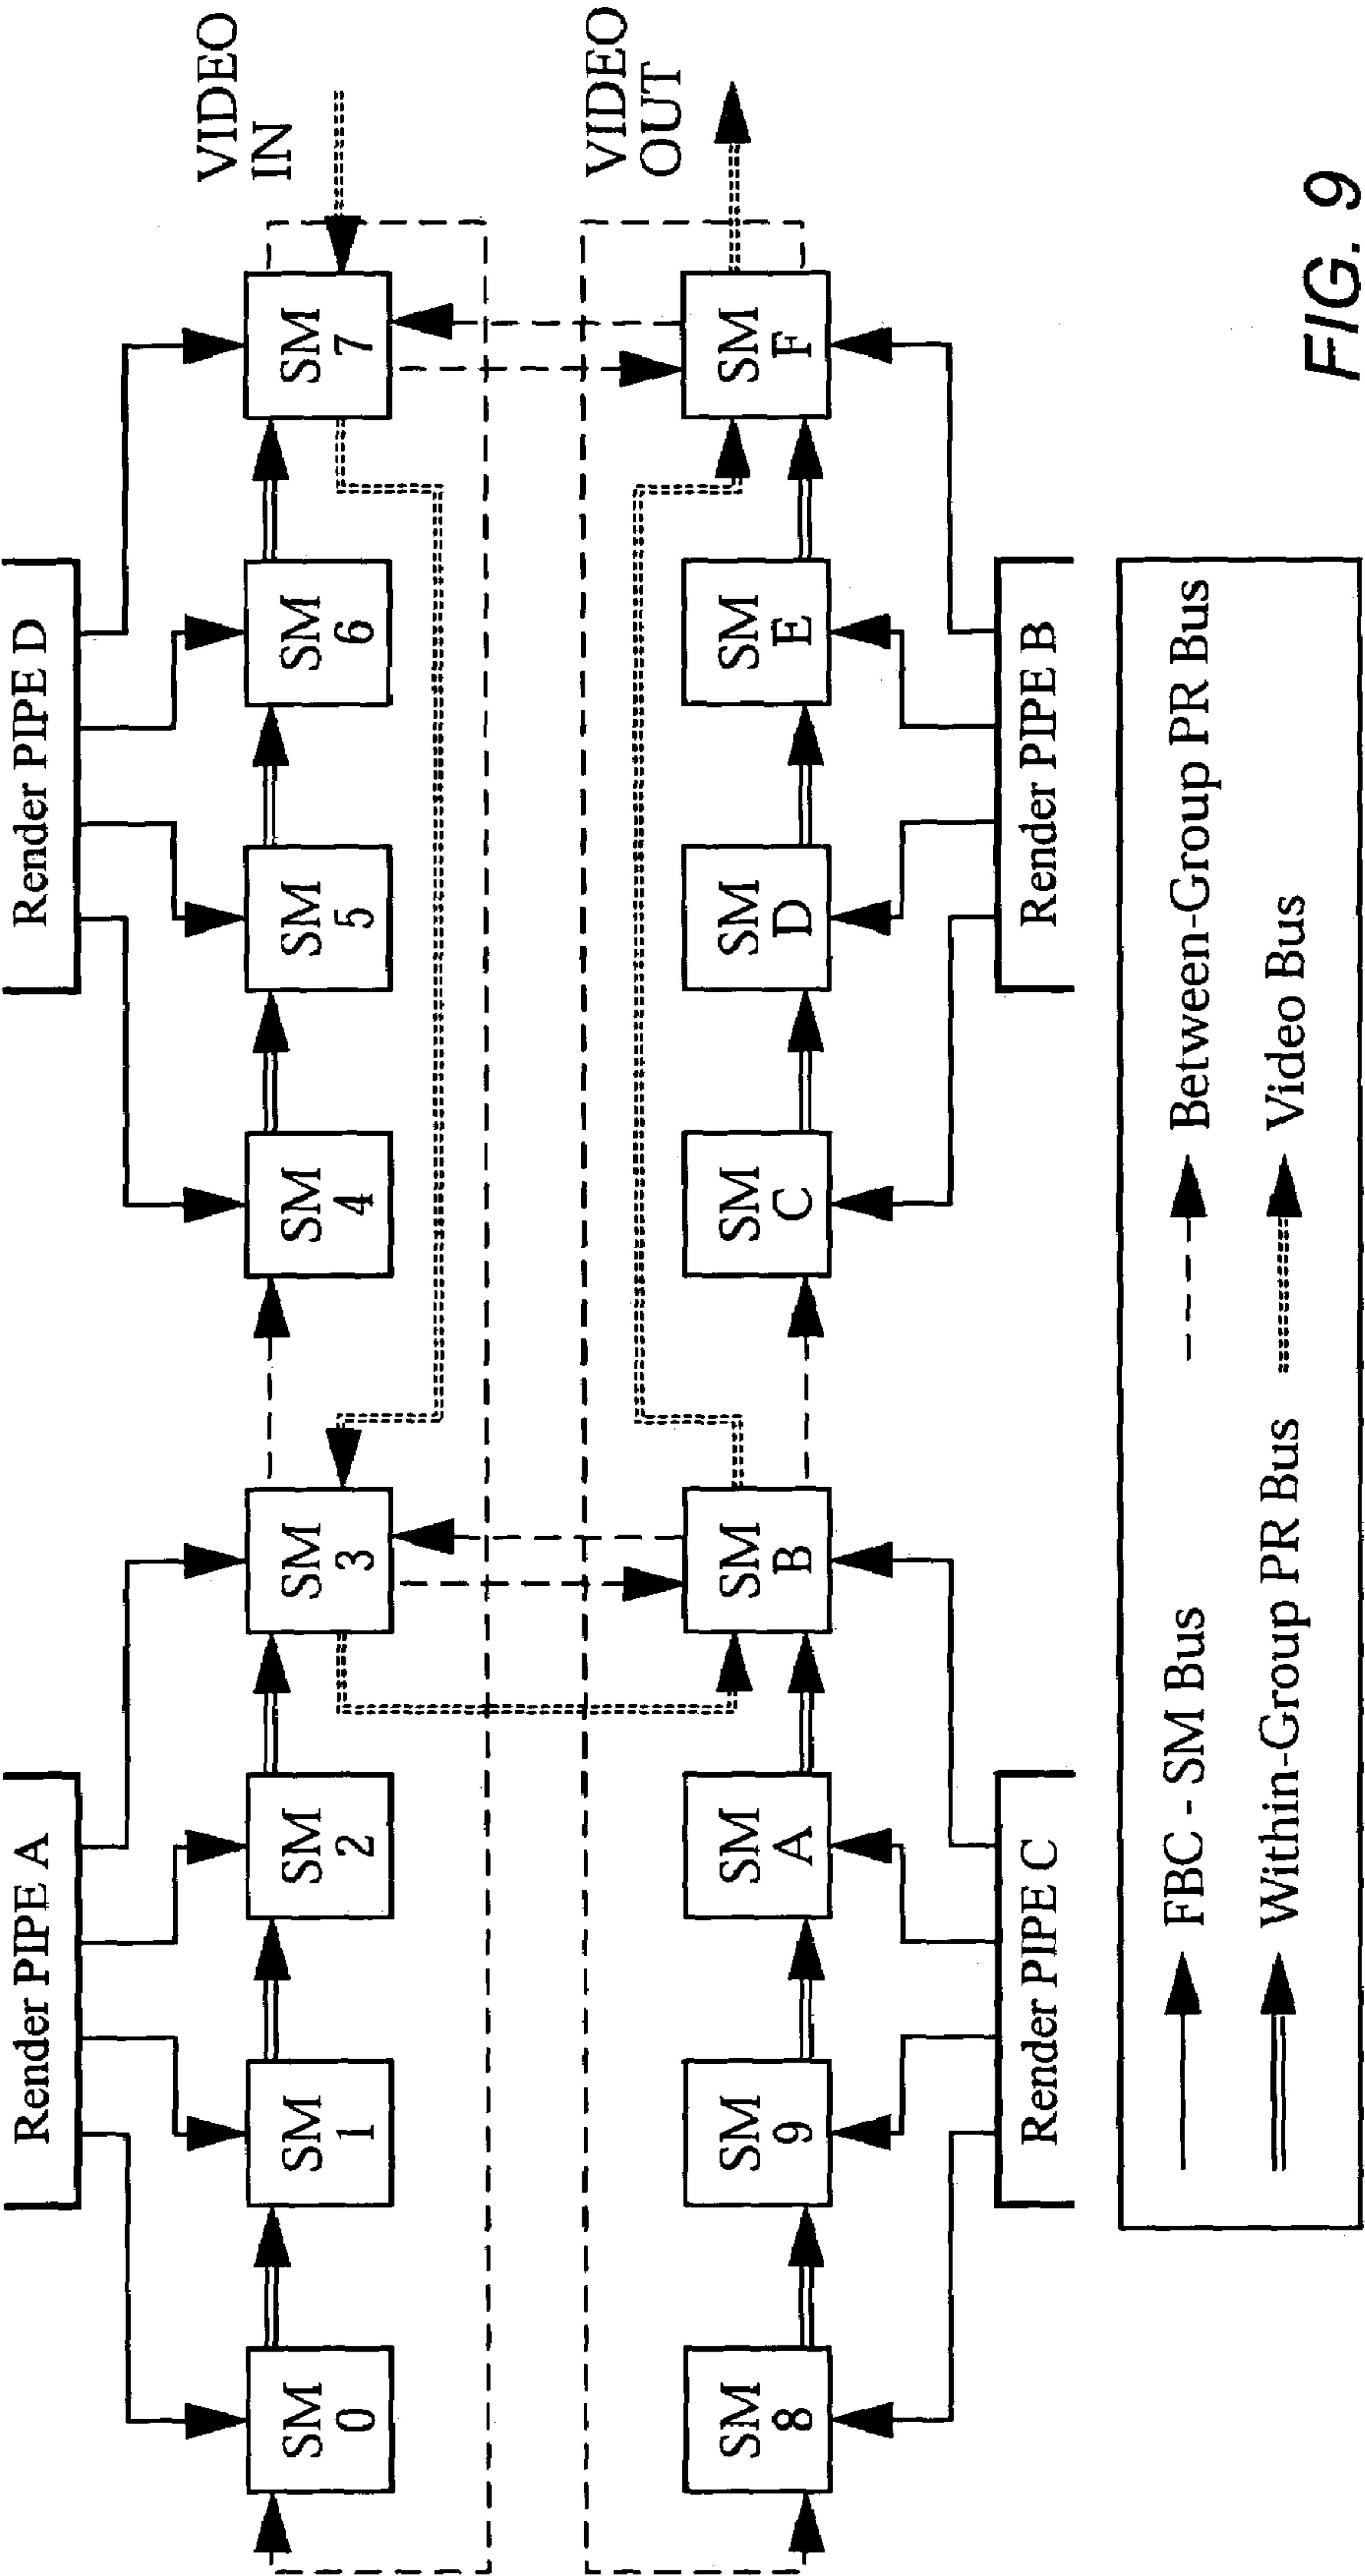 Render PIPE A
Render PIPE D
VIDEO
IN
SM
0
SM
1
SM
2
SM
3
SM
4
SM
5
SM
6
SM
7
VIDEO
OUT
SM
8
SM
9
SM
A
SM
B
SM
C
SM
D
SM
E
SM
F
Render PIPE C
Render PIPE B
FBC - SM Bus
Between-Group PR Bus
Within-Group PR Bus
Video Bus
FIG. 9